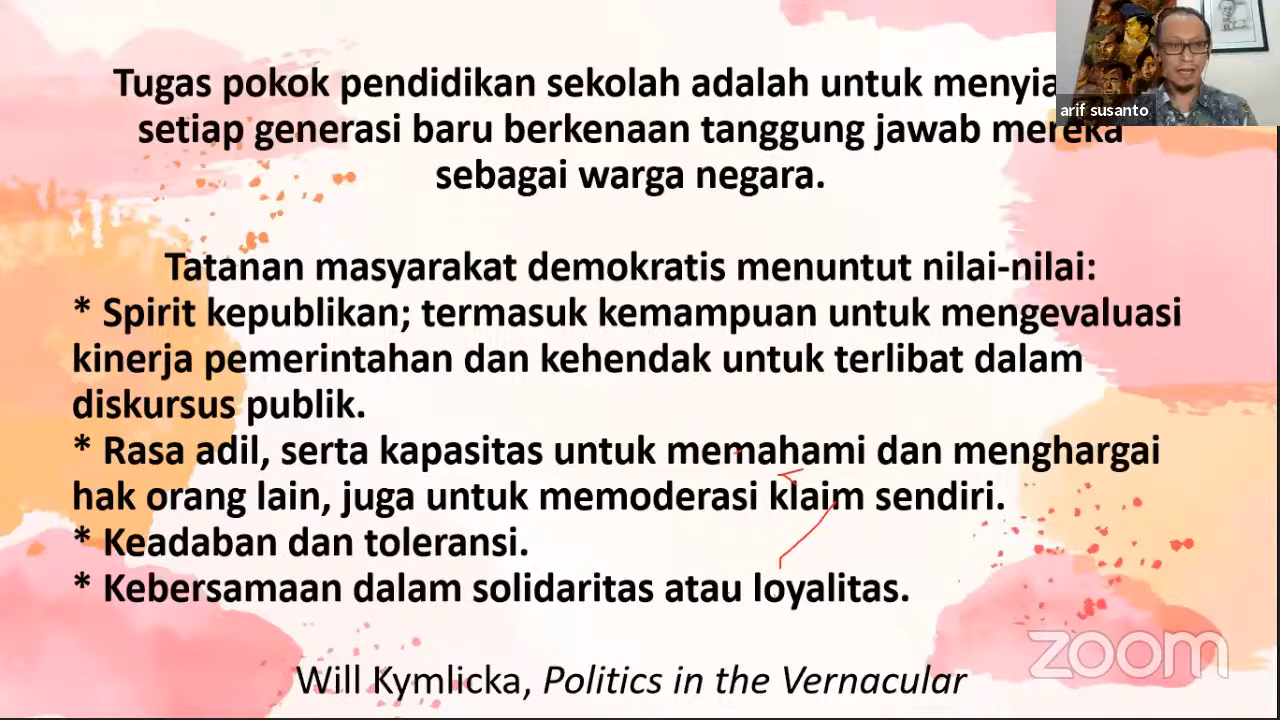 Tugas pokok pendidikan sekolah adalah untuk
setiap generasi baru berkenaan tanggung jawab mereka
sebagai warga negara.
Tatanan masyarakat demokratis menuntut nilai-nilai:
* Spirit kepublikan; termasuk kemampuan untuk mengevaluasi
kinerja pemerintahan dan kehendak untuk terlibat dalam
diskursus publik.
* Rasa adil, serta kapasitas untuk memahami dan menghargai
hak orang lain, juga untuk memoderasi klaim sendiri.
* Keadaban dan toleransi.
* Kebersamaan dalam solidaritas atau loyalitas.
Will Kymlicka, Politics in the Vernacular
arif susanto
zoom